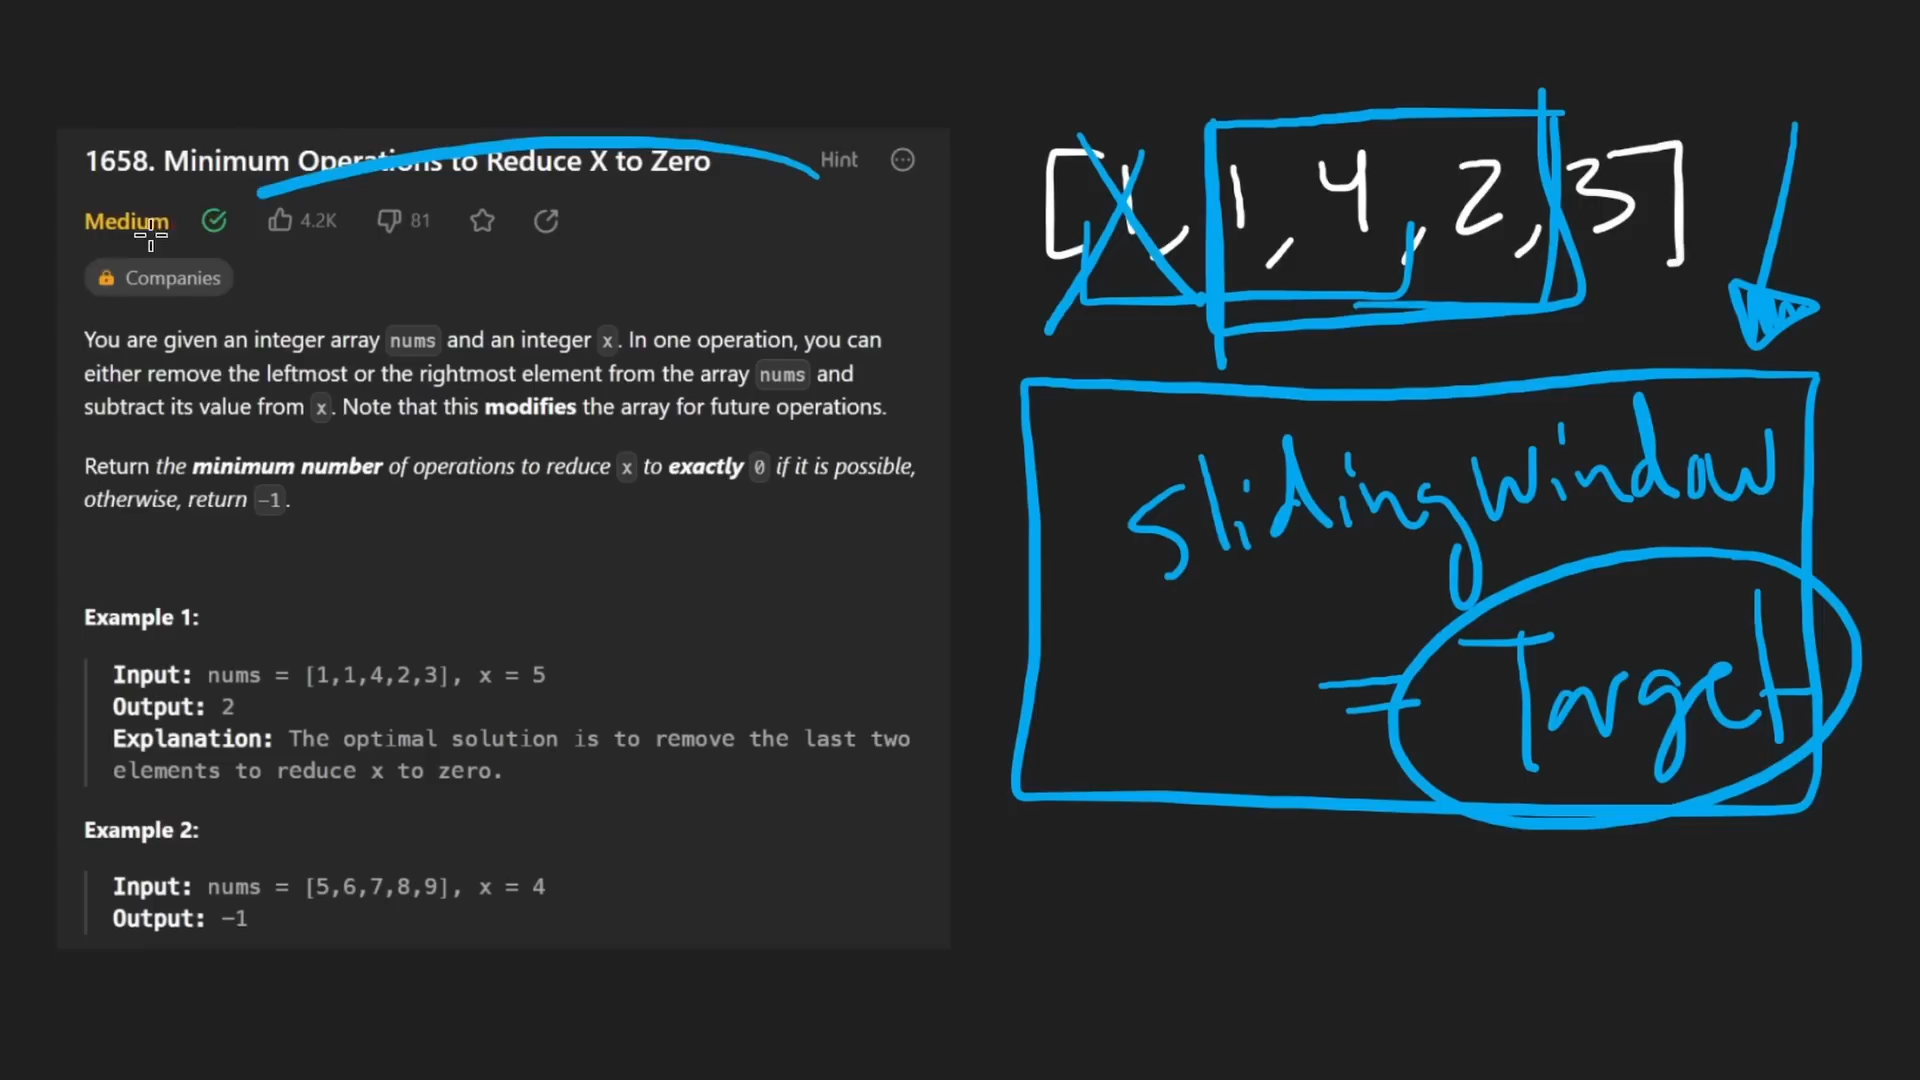 1658. Minimum Operations to Reduce X to Zero
Hint
Medium
4.2K
81
Companies
You are given an integer array nums and an integer x. In one operation, you can
either remove the leftmost or the rightmost element from the array nums and
subtract its value from x. Note that this modifies the array for future operations.
Return the minimum number of operations to reduce x to exactly 0 if it is possible,
otherwise, return -1.
Example 1:
Input: nums = [1,1,4,2,3], x = 5
Output: 2
Explanation: The optimal solution is to remove the last two
elements to reduce x to zero.
Example 2:
Input: nums = [5,6,7,8,9], x = 4
Output: -1
[1, 1, 4, 2, 3]
Sliding Window
= Target